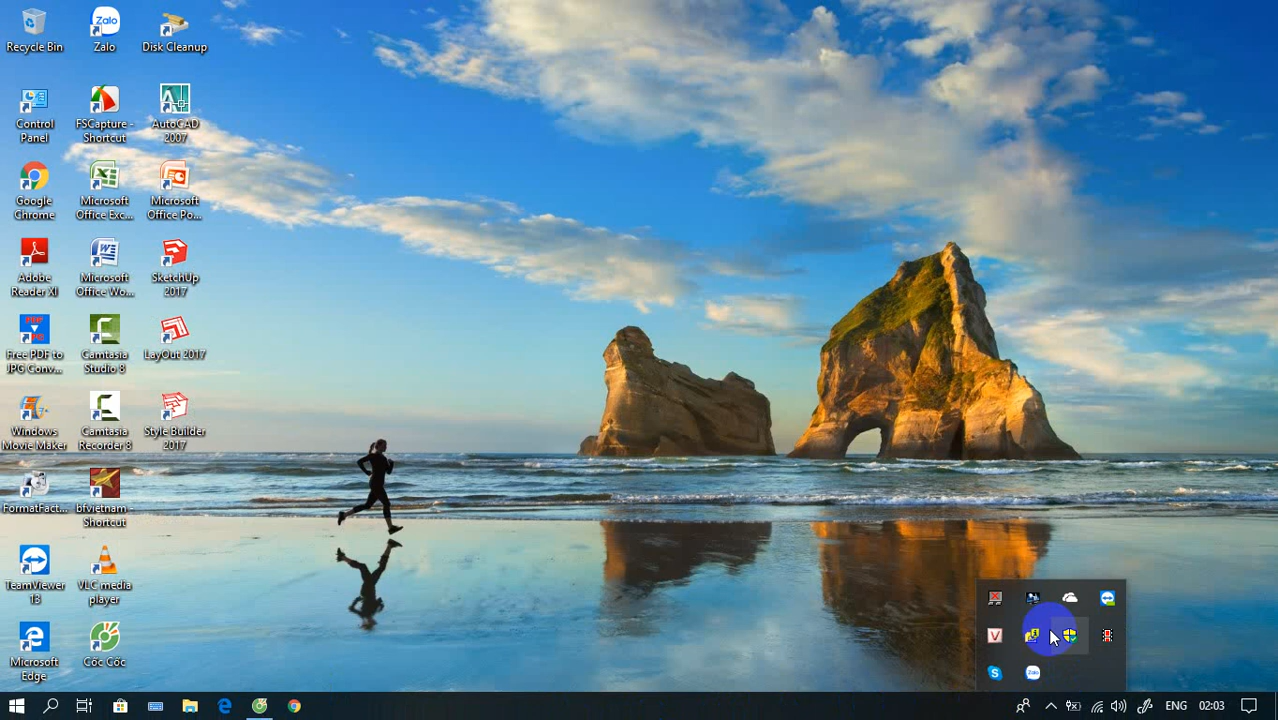 Recycle Bin
Zalo
Zalo
Disk Cleanup
Control
Panel
FSCapture -
Shortcut
AutoCAD
2007
Google
Chrome
Microsoft
Office Exc...
Microsoft
Office Po...
Adobe
Reader XI
Microsoft
Office Wo...
SketchUp
2017
Free PDF to
JPG Conv...
Camtasia
Studio 8
LayOut 2017
Windows
Movie Maker
Camtasia
Recorder 8
Style Builder
2017
FormatFact...
bfvietnam -
Shortcut
TeamViewer
13
VLC media
player
Microsoft
Edge
Cốc Cốc
V
Zalo
ENG
02:03